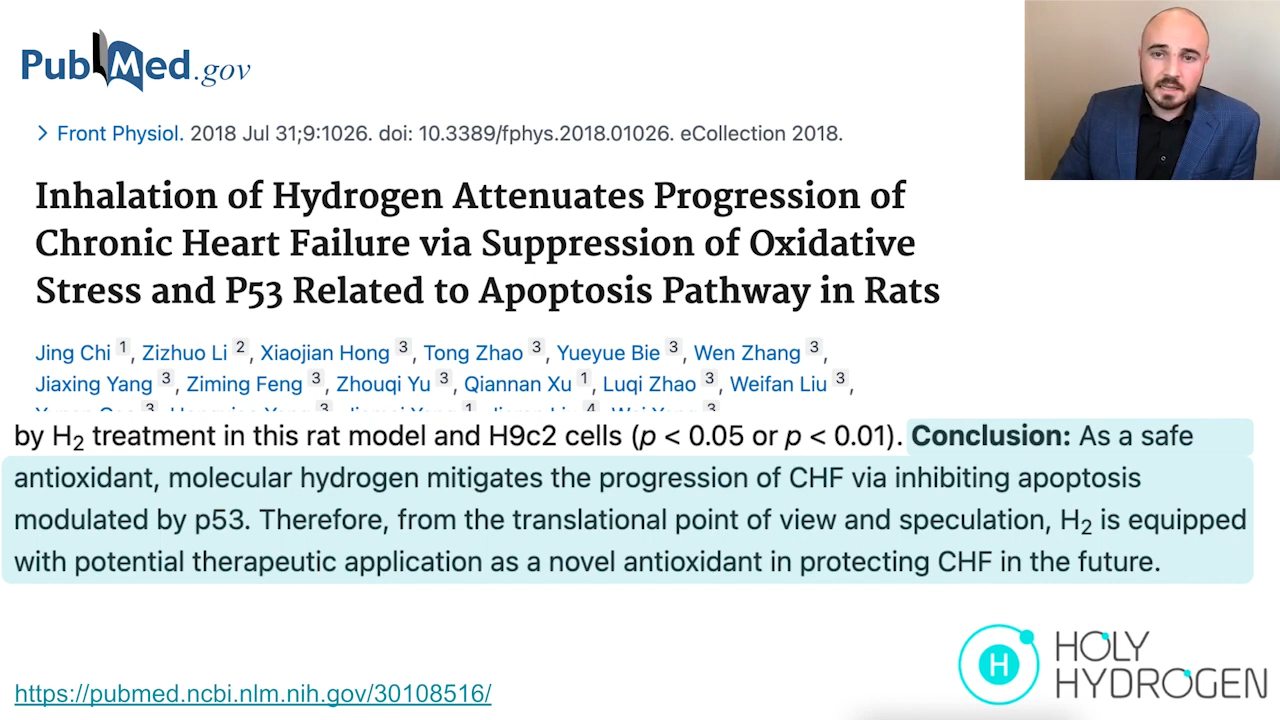 PubMed.gov
Front Physiol. 2018 Jul 31;9:1026. doi: 10.3389/fphys.2018.01026. eCollection 2018.
Inhalation of Hydrogen Attenuates Progression of
Chronic Heart Failure via Suppression of Oxidative
Stress and P53 Related to Apoptosis Pathway in Rats
Jing Chi 1, Zizhuo Li 2, Xiaojian Hong 3, Tong Zhao 3, Yueyue Bie 3, Wen Zhang 3,
Jiaxing Yang 3, Ziming Feng 3, Zhouqi Yu 3, Qiannan Xu 1, Luqi Zhao 3, Weifan Liu 3,
by H2 treatment in this rat model and H9c2 cells (p < 0.05 or p < 0.01). Conclusion: As a safe
antioxidant, molecular hydrogen mitigates the progression of CHF via inhibiting apoptosis
modulated by p53. Therefore, from the translational point of view and speculation, H2 is equipped
with potential therapeutic application as a novel antioxidant in protecting CHF in the future.
H HOLY
HYDROGEN
https://pubmed.ncbi.nlm.nih.gov/30108516/